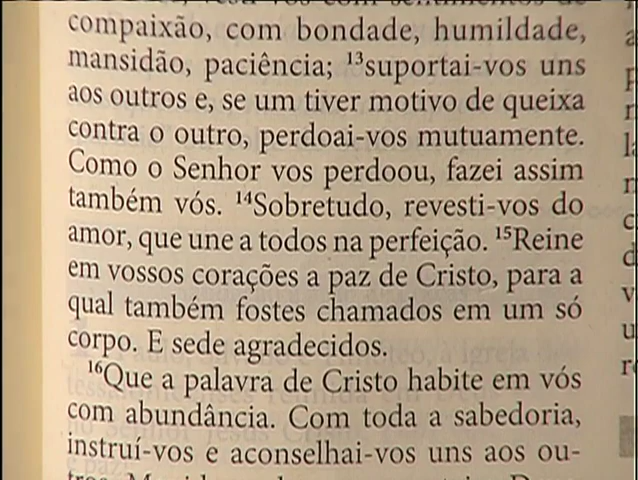 compaixão, com bondade, humildade,
mansidão, paciência; ¹³suportai-vos uns
aos outros e, se um tiver motivo de queixa
contra o outro, perdoai-vos mutuamente.
Como o Senhor vos perdoou, fazei assim
também vós. ¹⁴Sobretudo, revesti-vos do
amor, que une a todos na perfeição. ¹⁵Reine
em vossos corações a paz de Cristo, para a
qual também fostes chamados em um só
corpo. E sede agradecidos.
¹⁶Que a palavra de Cristo habite em vós
com abundância. Com toda a sabedoria,
instruí-vos e aconselhai-vos uns aos ou-